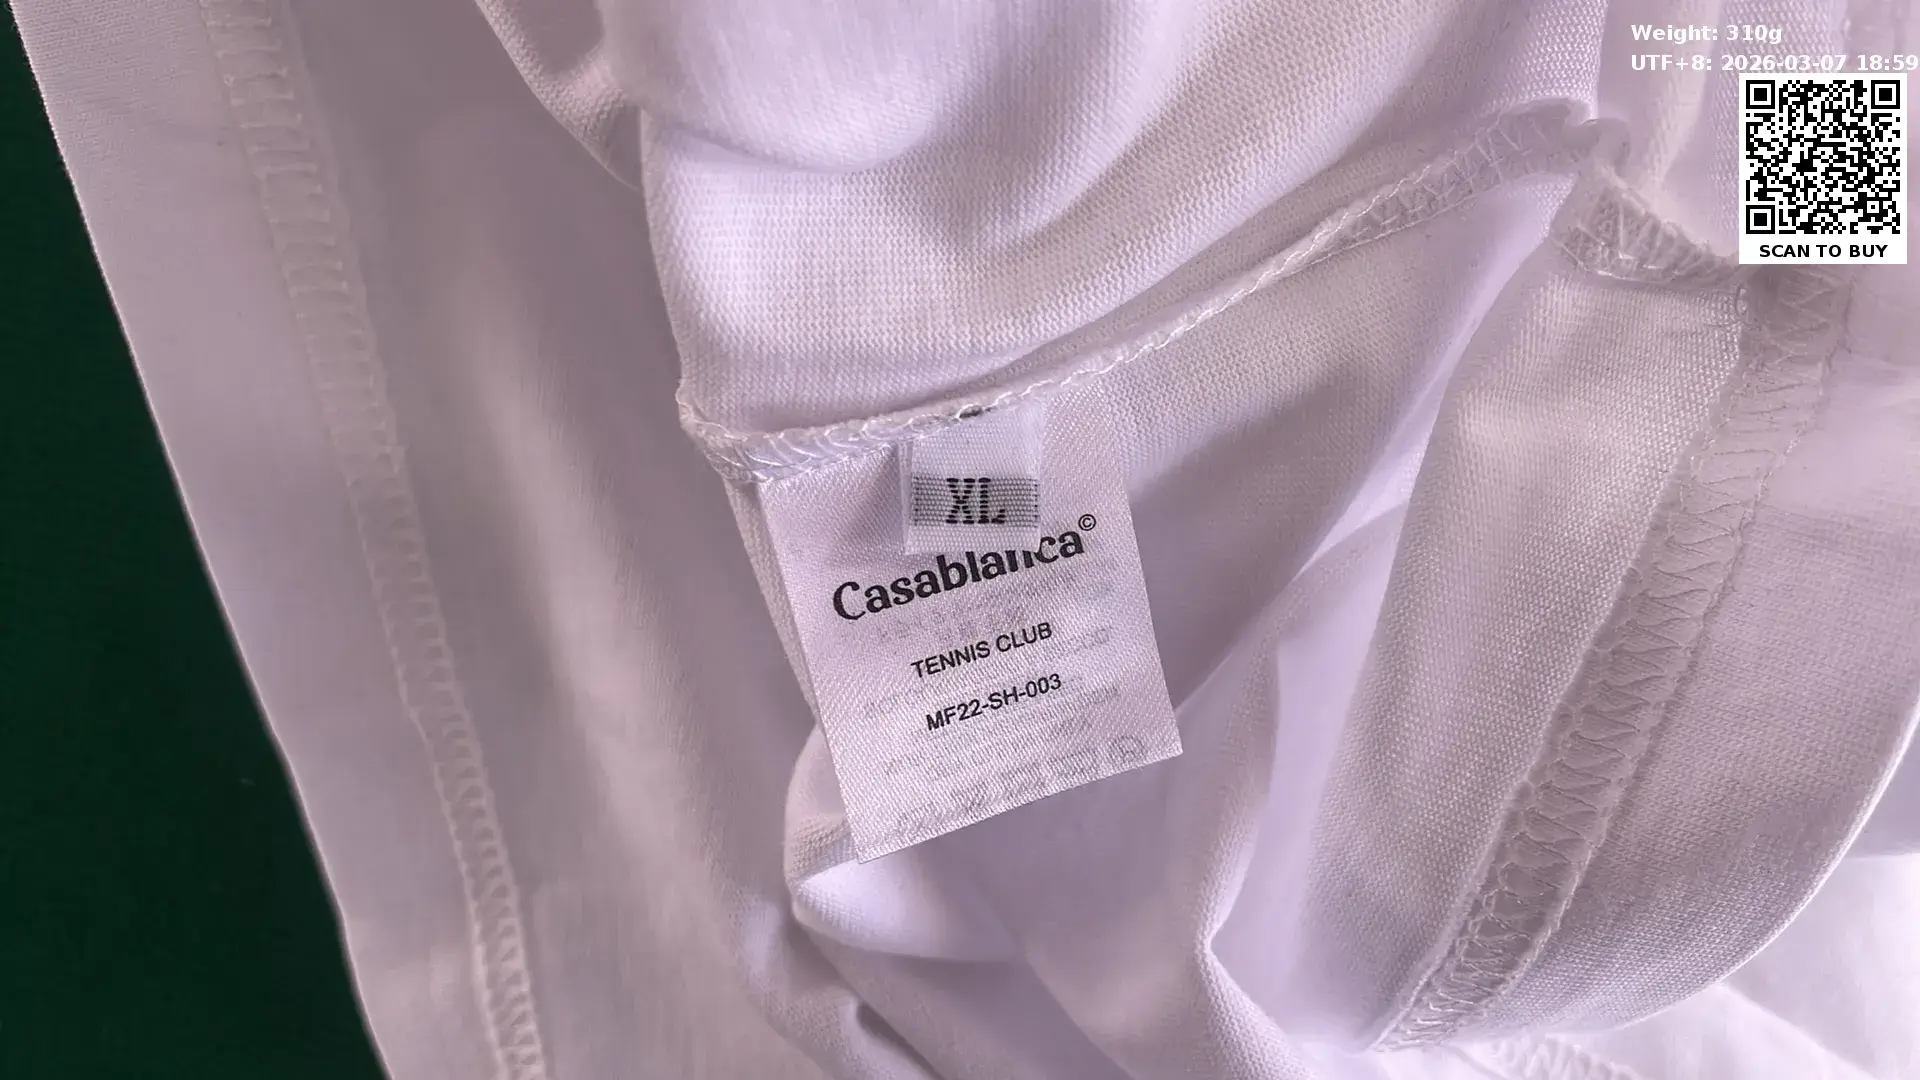 Weight: 310g
UTF+8: 2026-03-07 18:59
SCAN TO BUY
XL
Casablanca©
TENNIS CLUB
MF22-SH-003